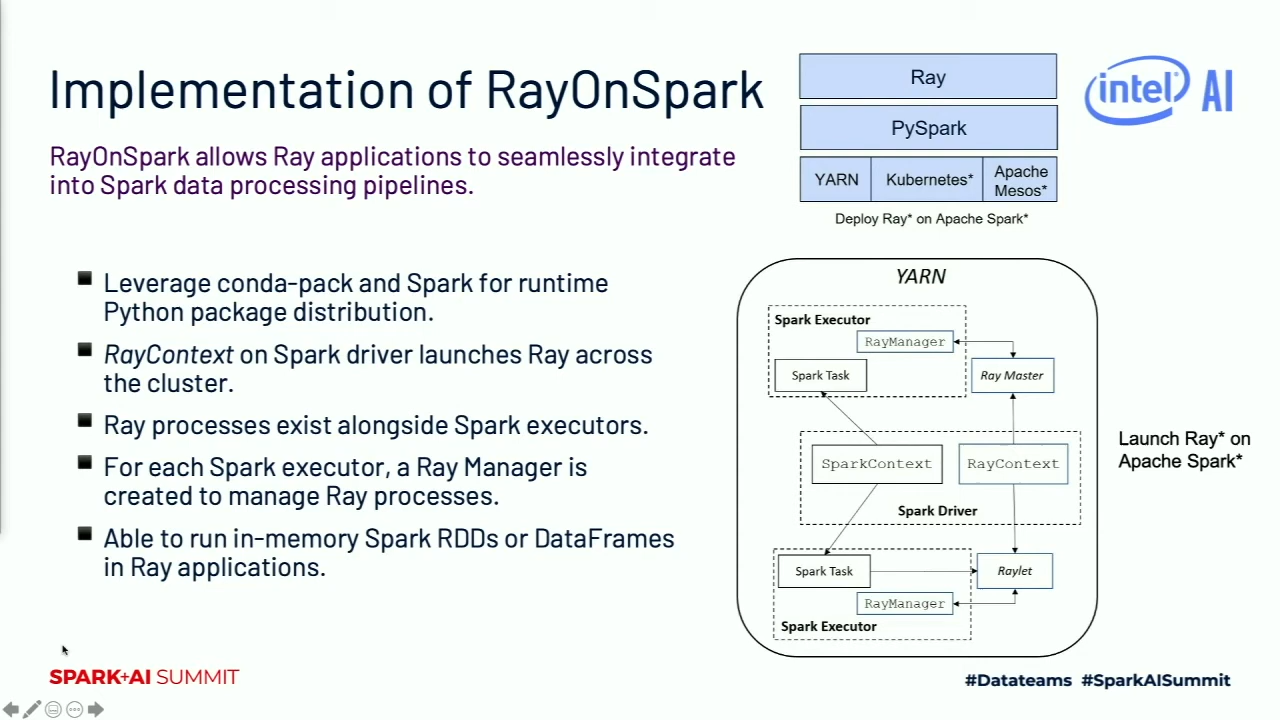 Implementation of RayOnSpark
RayOnSpark allows Ray applications to seamlessly integrate
into Spark data processing pipelines.
Leverage conda-pack and Spark for runtime
Python package distribution.
RayContext on Spark driver launches Ray across
the cluster.
Ray processes exist alongside Spark executors.
For each Spark executor, a Ray Manager is
created to manage Ray processes.
Able to run in-memory Spark RDDs or DataFrames
in Ray applications.
Ray
PySpark
YARN
Kubernetes*
Apache
Mesos*
Deploy Ray* on Apache Spark*
intel AI
YARN
Spark Executor
RayManager
Spark Task
Ray Master
SparkContext
RayContext
Spark Driver
Spark Task
Raylet
RayManager
Spark Executor
Launch Ray* on
Apache Spark*
SPARK+AI SUMMIT
#Datateams #SparkAISummit